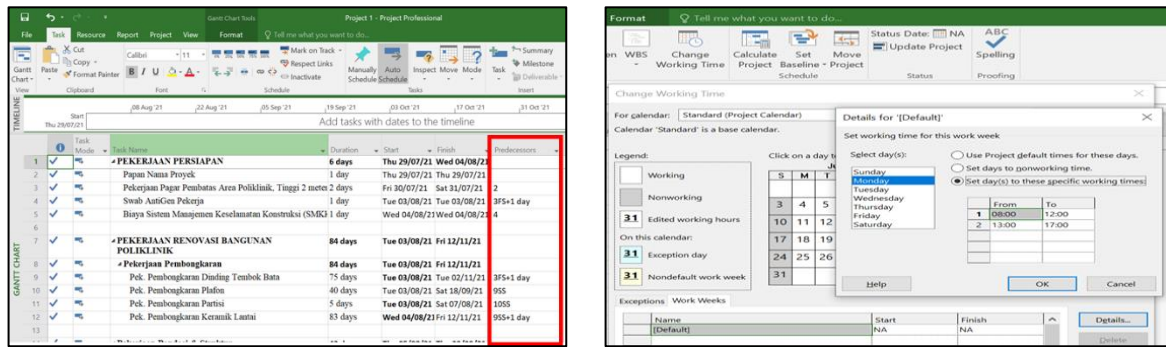 Gantt Chart Tools Project 1 - Project Professional
File Task Resource Report Project View Format Tell me what you want to do...
Gantt Chart Paste Cut Copy Format Painter Calibri 11 B I U A Mark on Track Respect Links Inactivate Manually Schedule Auto Schedule Inspect Move Mode Task Summary Milestone Deliverable
View Clipboard Font Schedule Tasks Insert
TIMELINE
08 Aug '21 22 Aug '21 05 Sep '21 19 Sep '21 03 Oct '21 17 Oct '21 31 Oct '21
Start
Thu 29/07/21
Add tasks with dates to the timeline
GANTT CHART
Task Mode Task Name Duration Start Finish Predecessors
1 PEKERJAAN PERSIAPAN 6 days Thu 29/07/21 Wed 04/08/21
2 Papan Nama Proyek 1 day Thu 29/07/21 Thu 29/07/21
3 Pekerjaan Pagar Pembatas Area Poliklinik, Tinggi 2 meter 2 days Fri 30/07/21 Sat 31/07/21 2
4 Swab AntiGen Pekerja 1 day Tue 03/08/21 Tue 03/08/21 3FS+1 day
5 Biaya Sistem Manajemen Keselamatan Konstruksi (SMKK 1 day Wed 04/08/21 Wed 04/08/21 4
6
7 PEKERJAAN RENOVASI BANGUNAN POLIKLINIK 84 days Tue 03/08/21 Fri 12/11/21
8 Pekerjaan Pembongkaran 84 days Tue 03/08/21 Fri 12/11/21
9 Pek. Pembongkaran Dinding Tembok Bata 75 days Tue 03/08/21 Tue 02/11/21 3FS+1 day
10 Pek. Pembongkaran Plafon 40 days Tue 03/08/21 Sat 18/09/21 9SS
11 Pek. Pembongkaran Partisi 5 days Tue 03/08/21 Sat 07/08/21 10SS
12 Pek. Pembongkaran Keramik Lantai 83 days Wed 04/08/21 Fri 12/11/21 9SS+1 day
13
Format Tell me what you want to do...
WBS Change Working Time Calculate Project Set Baseline Move Project Status Date: NA Update Project ABC Spelling
Schedule Status Proofing
Change Working Time
For calendar: Standard (Project Calendar)
Calendar 'Standard' is a base calendar.
Legend:
Working
Nonworking
31 Edited working hours
On this calendar:
31 Exception day
31 Nondefault work week
Click on a day t
S M T
3 4 5
10 11 12
17 18 19
24 25 26
31
Details for '[Default]'
Set working time for this work week
Select day(s):
Sunday
Monday
Tuesday
Wednesday
Thursday
Friday
Saturday
Use Project default times for these days.
Set days to nonworking time.
Set day(s) to these specific working times:
From To
1 08:00 12:00
2 13:00 17:00
Help OK Cancel
Exceptions Work Weeks
Name Start Finish
[Default] NA NA
Details...
Delete